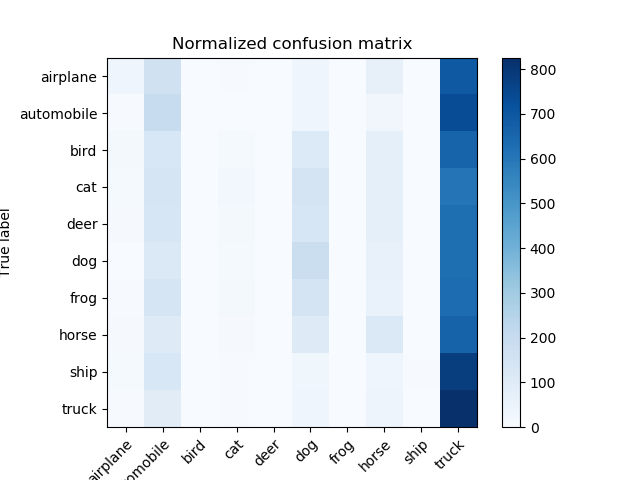 Normalized confusion matrix
True label
airplane
automobile
bird
cat
deer
dog
frog
horse
ship
truck
airplane
omobile
bird
cat
deer
dog
frog
horse
ship
truck
800
700
600
500
400
300
200
100
0